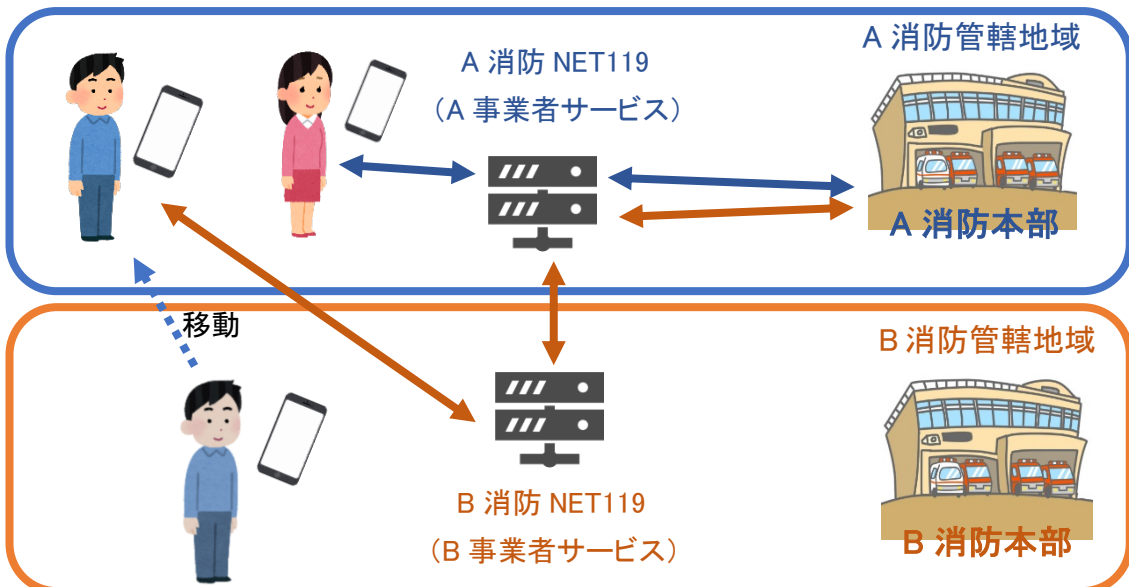 A 消防 NET119
（A 事業者サービス）
A 消防管轄地域
A 消防本部
移動
B 消防管轄地域
B 消防 NET119
（B 事業者サービス）
B 消防本部